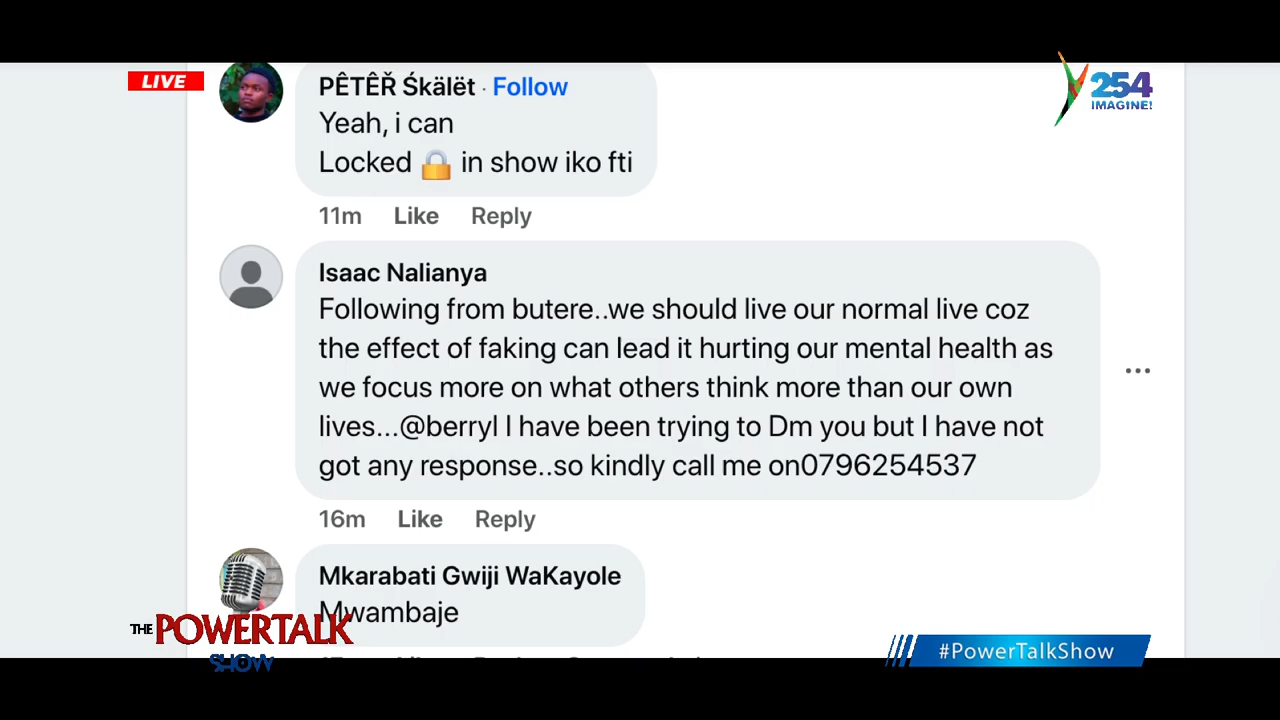 LIVE
254
IMAGINE!
PÊTÊŘ Śkälët · Follow
Yeah, i can
Locked 🔒 in show iko fti
11m Like Reply
Isaac Nalianya
Following from butere..we should live our normal live coz
the effect of faking can lead it hurting our mental health as
we focus more on what others think more than our own
lives...@berryl I have been trying to Dm you but I have not
got any response..so kindly call me on0796254537
16m Like Reply
Mkarabati Gwiji WaKayole
Mwambaje
THE POWERTALK
SHOW
#PowerTalkShow